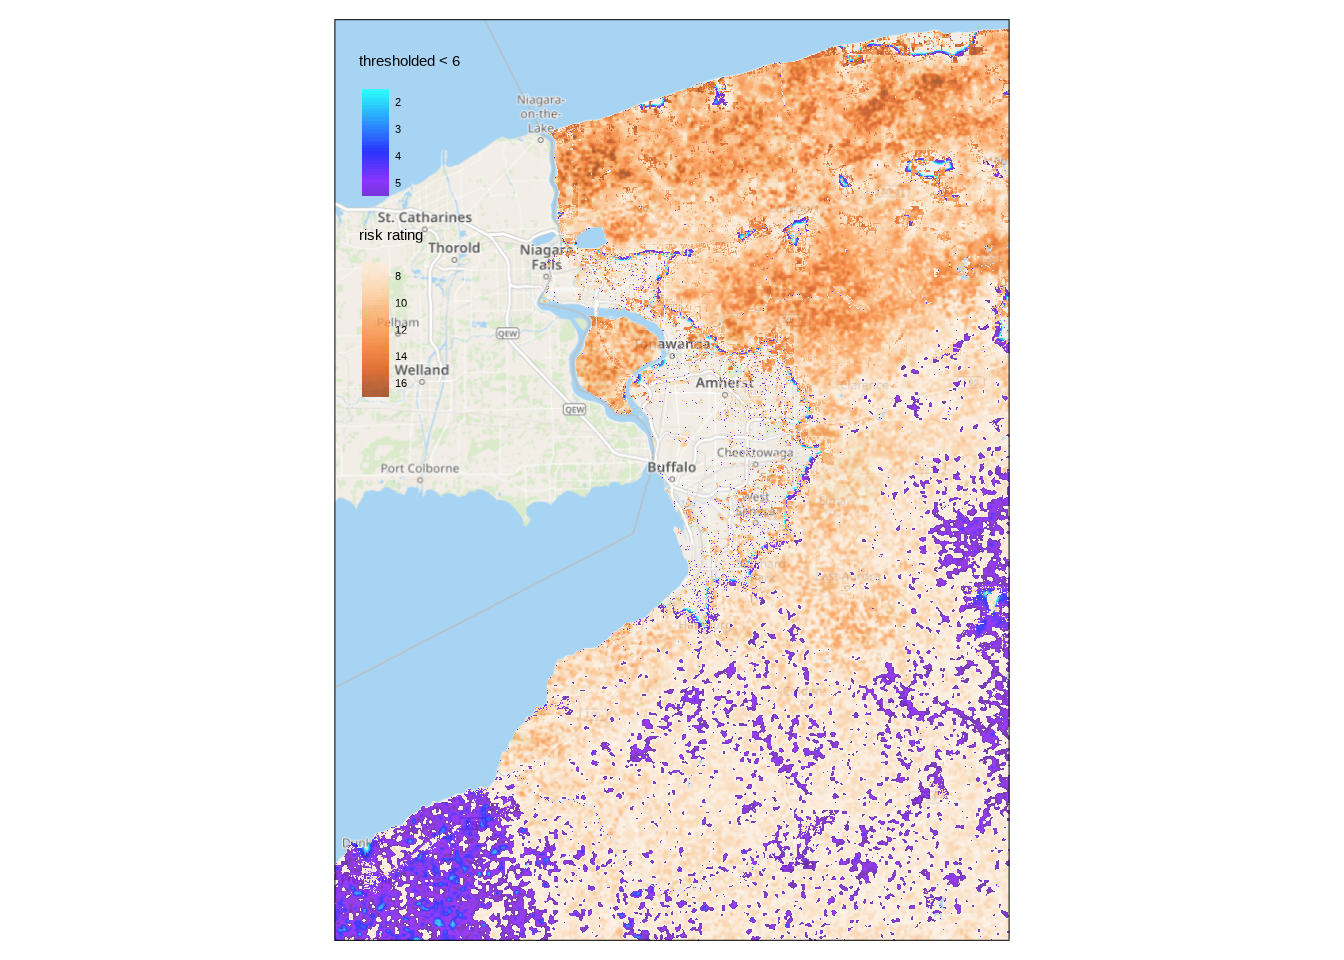 thresholded < 6
2
3
4
5
Niagara-
on-the-
Lake
St. Catharines
risk rating
Thorold
Niagara
Falls
8
10
Pelham
12
QEW
14
Welland
16
Amherst
QEW
Cheektowaga
Port Colborne
Buffalo
West
Seneca